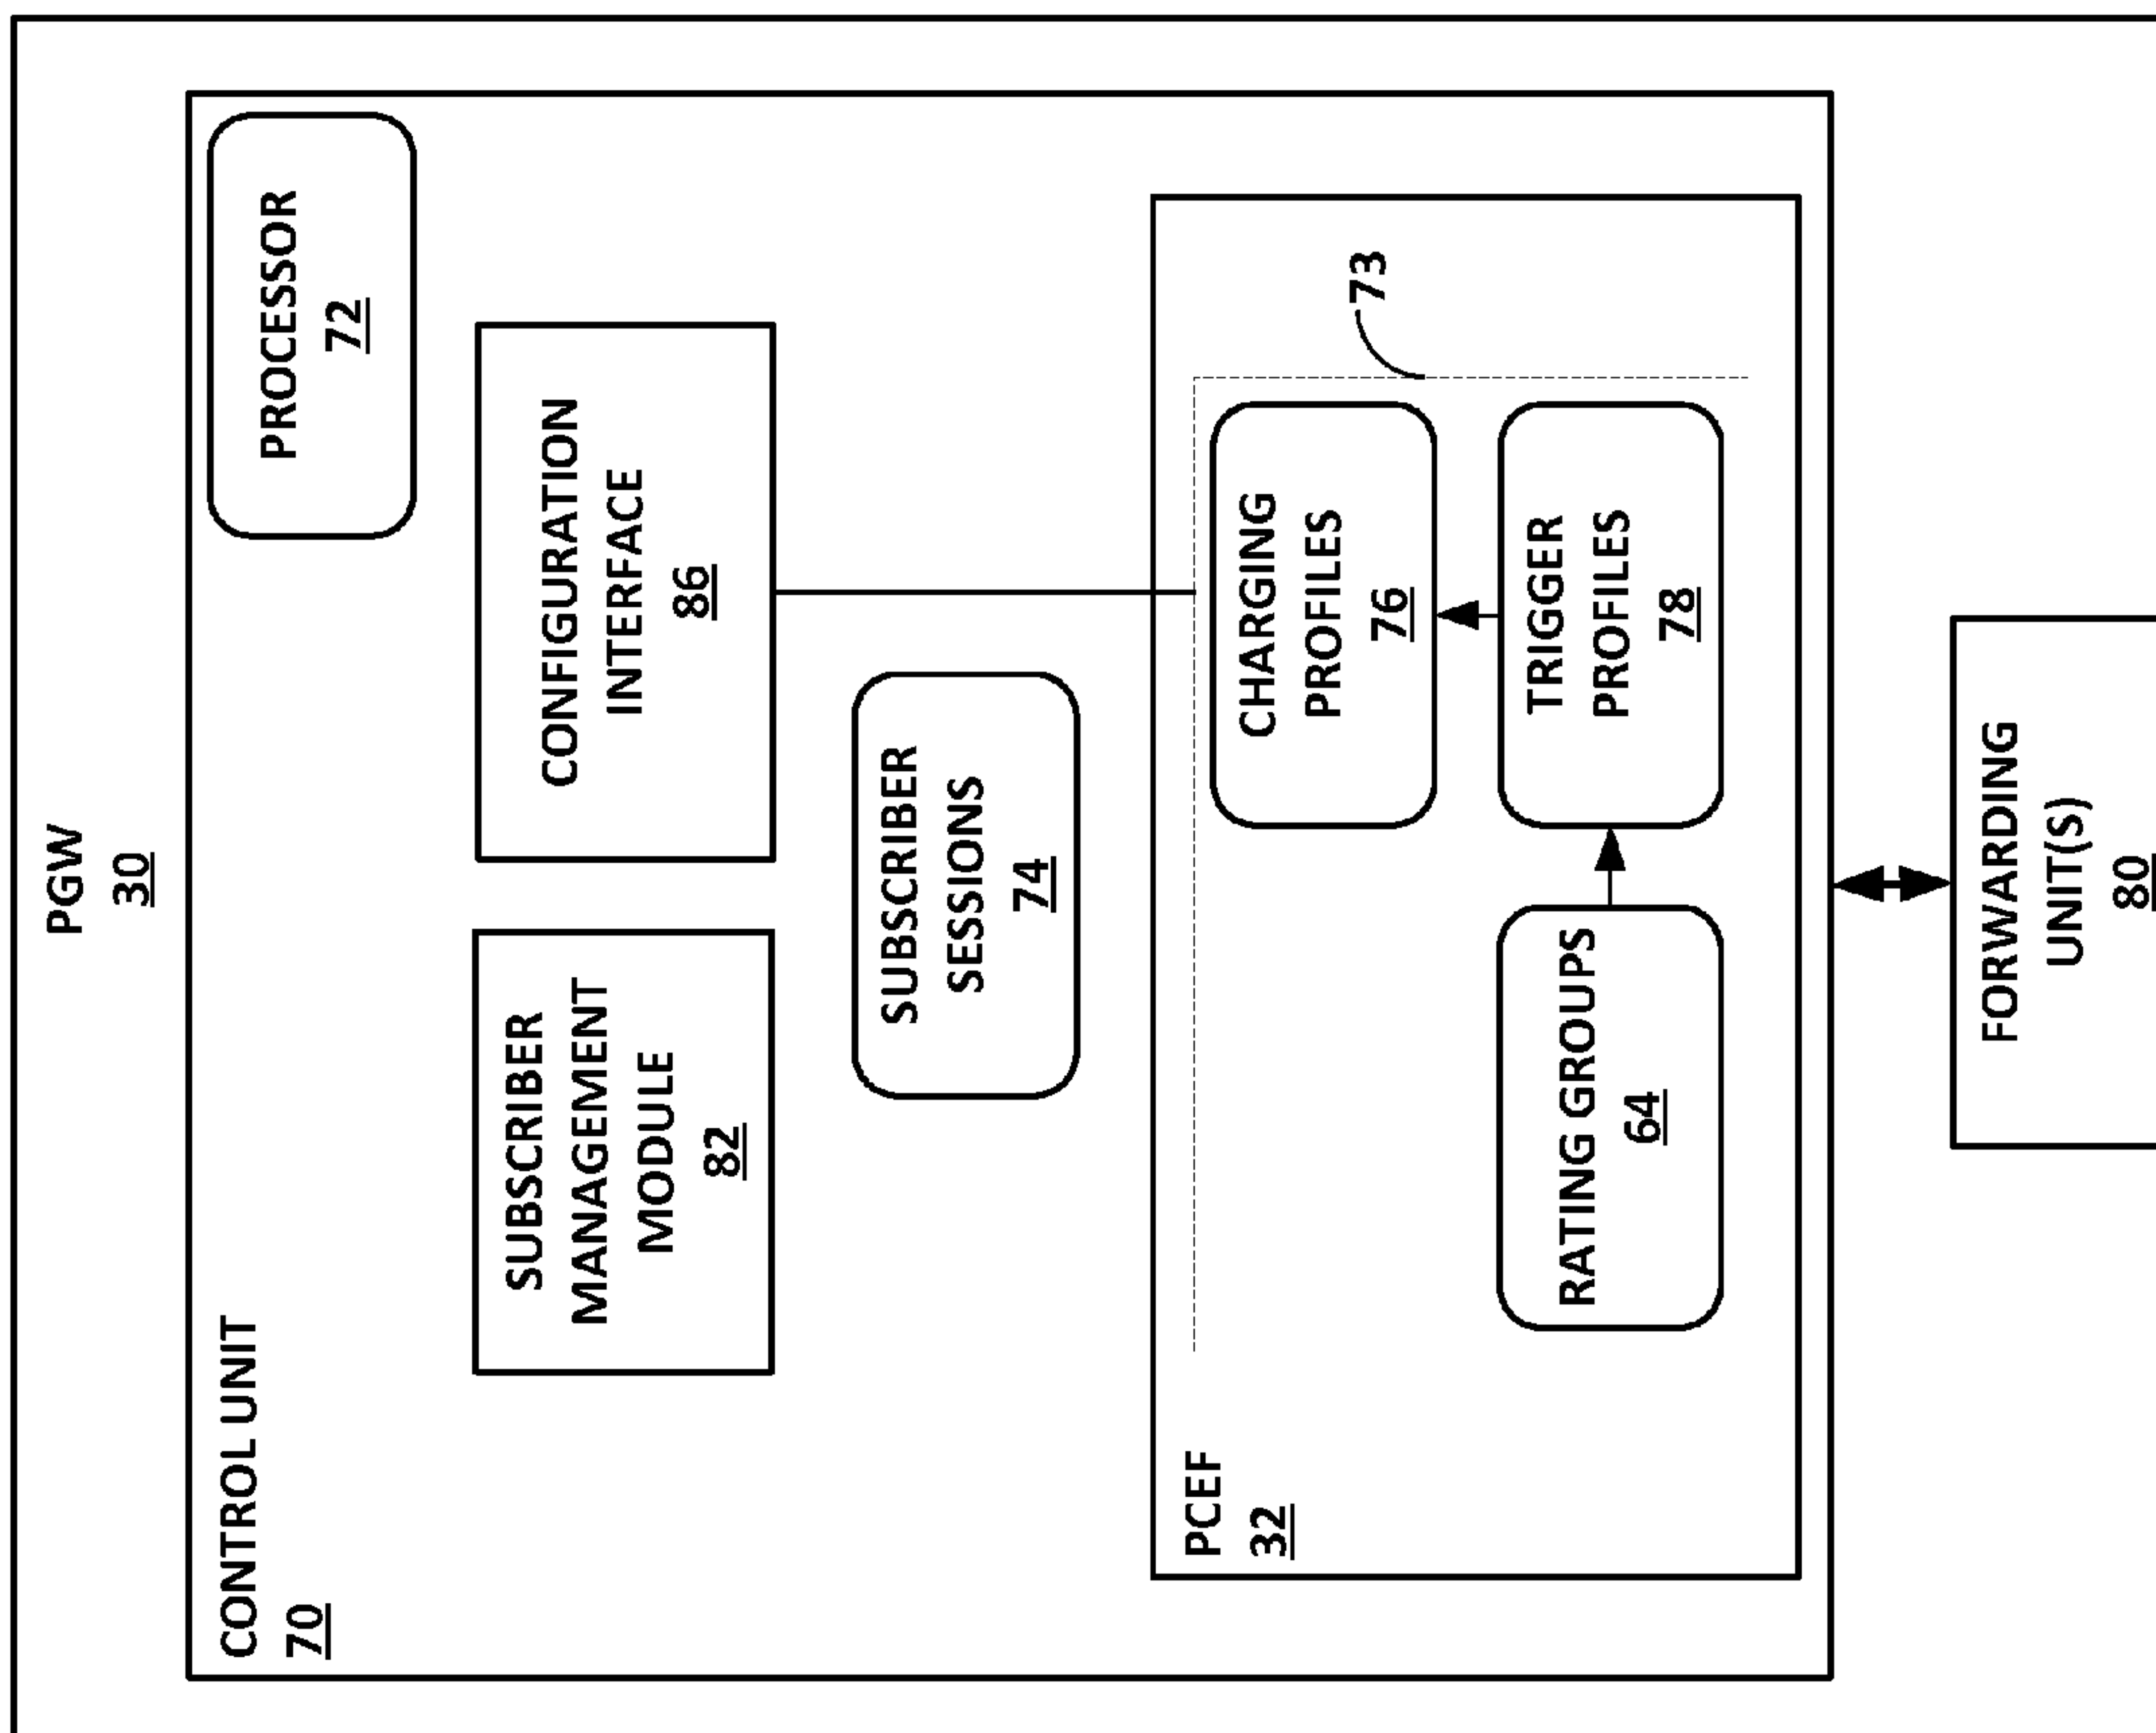 PGW
30
CONTROL UNIT
70
PROCESSOR
72
SUBSCRIBER
MANAGEMENT
MODULE
82
CONFIGURATION
INTERFACE
86
SUBSCRIBER
SESSIONS
74
PCEF
32
73
CHARGING
PROFILES
76
RATING GROUPS
64
TRIGGER
PROFILES
78
FORWARDING
UNIT(S)
80